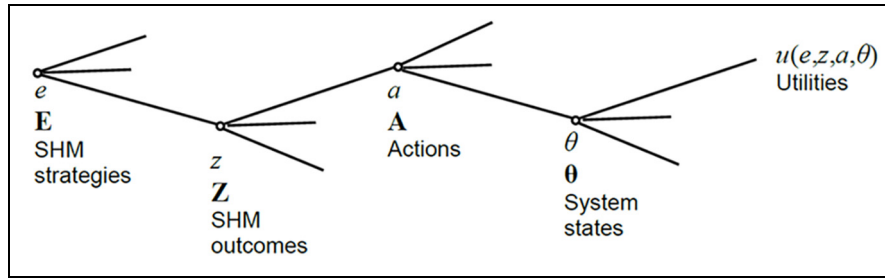 e
E
SHM
strategies
z
Z
SHM
outcomes
a
A
Actions
θ
θ
System
states
u(e,z,a,θ)
Utilities